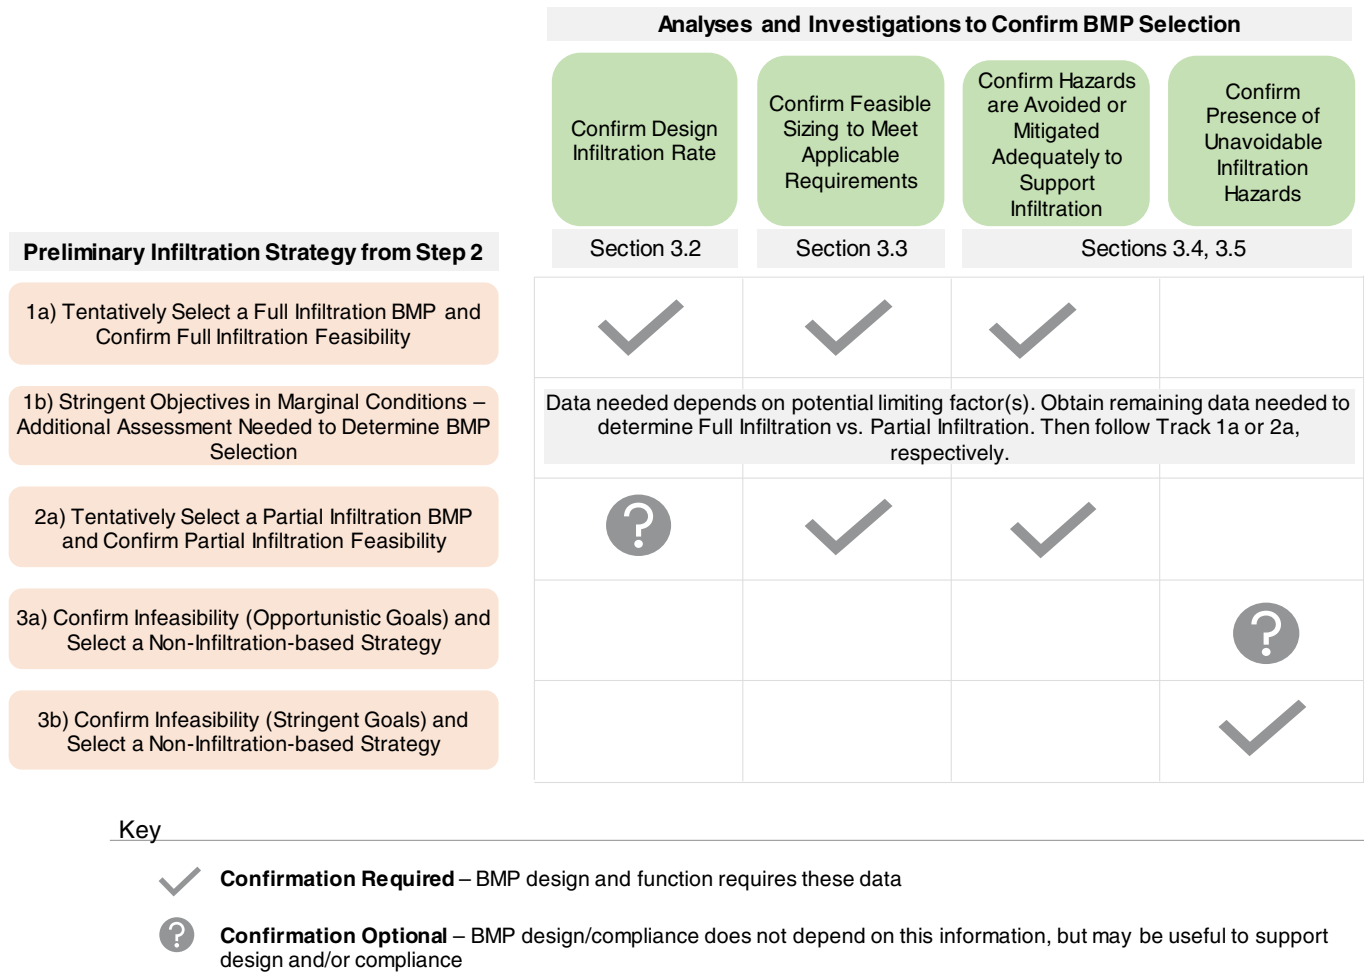 Analyses and Investigations to Confirm BMP Selection
Confirm Design
Infiltration Rate
Confirm Feasible
Sizing to Meet
Applicable
Requirements
Confirm Hazards
are Avoided or
Mitigated
Adequately to
Support
Infiltration
Confirm
Presence of
Unavoidable
Infiltration
Hazards
Preliminary Infiltration Strategy from Step 2
Section 3.2
Section 3.3
Sections 3.4, 3.5
1a) Tentatively Select a Full Infiltration BMP and
Confirm Full Infiltration Feasibility
1b) Stringent Objectives in Marginal Conditions –
Additional Assessment Needed to Determine BMP
Selection
Data needed depends on potential limiting factor(s). Obtain remaining data needed to
determine Full Infiltration vs. Partial Infiltration. Then follow Track 1a or 2a,
respectively.
2a) Tentatively Select a Partial Infiltration BMP
and Confirm Partial Infiltration Feasibility
?
3a) Confirm Infeasibility (Opportunistic Goals) and
Select a Non-Infiltration-based Strategy
?
3b) Confirm Infeasibility (Stringent Goals) and
Select a Non-Infiltration-based Strategy
Key
Confirmation Required – BMP design and function requires these data
?
Confirmation Optional – BMP design/compliance does not depend on this information, but may be useful to support
design and/or compliance